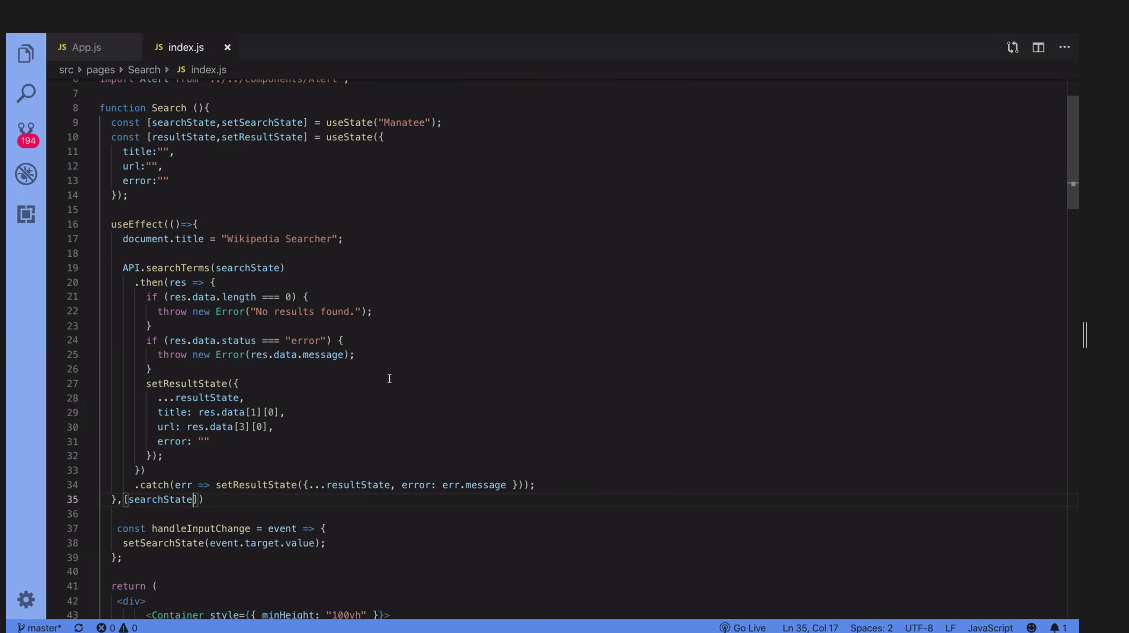 JS App.js
JS index.js ×
src pages Search JS index.js
6 import Alert from "../../components/Alert";
7
8 function Search (){
9 const [searchState,setSearchState] = useState("Manatee");
10 const [resultState,setResultState] = useState({
11 title:"",
12 url:"",
13 error:""
14 });
15
16 useEffect(()=>{
17 document.title = "Wikipedia Searcher";
18
19 API.searchTerms(searchState)
20 .then(res => {
21 if (res.data.length === 0) {
22 throw new Error("No results found.");
23 }
24 if (res.data.status === "error") {
25 throw new Error(res.data.message);
26 }
27 setResultState({
28 ...resultState,
29 title: res.data[1][0],
30 url: res.data[3][0],
31 error: ""
32 });
33 })
34 .catch(err => setResultState({...resultState, error: err.message }));
35 },[searchState])
36
37 const handleInputChange = event => {
38 setSearchState(event.target.value);
39 };
40
41 return (
42 <div>
43 <Container style={{ minHeight: "100vh" }}>
194
master* 0 0 Go Live Ln 35, Col 17 Spaces: 2 UTF-8 LF JavaScript 1